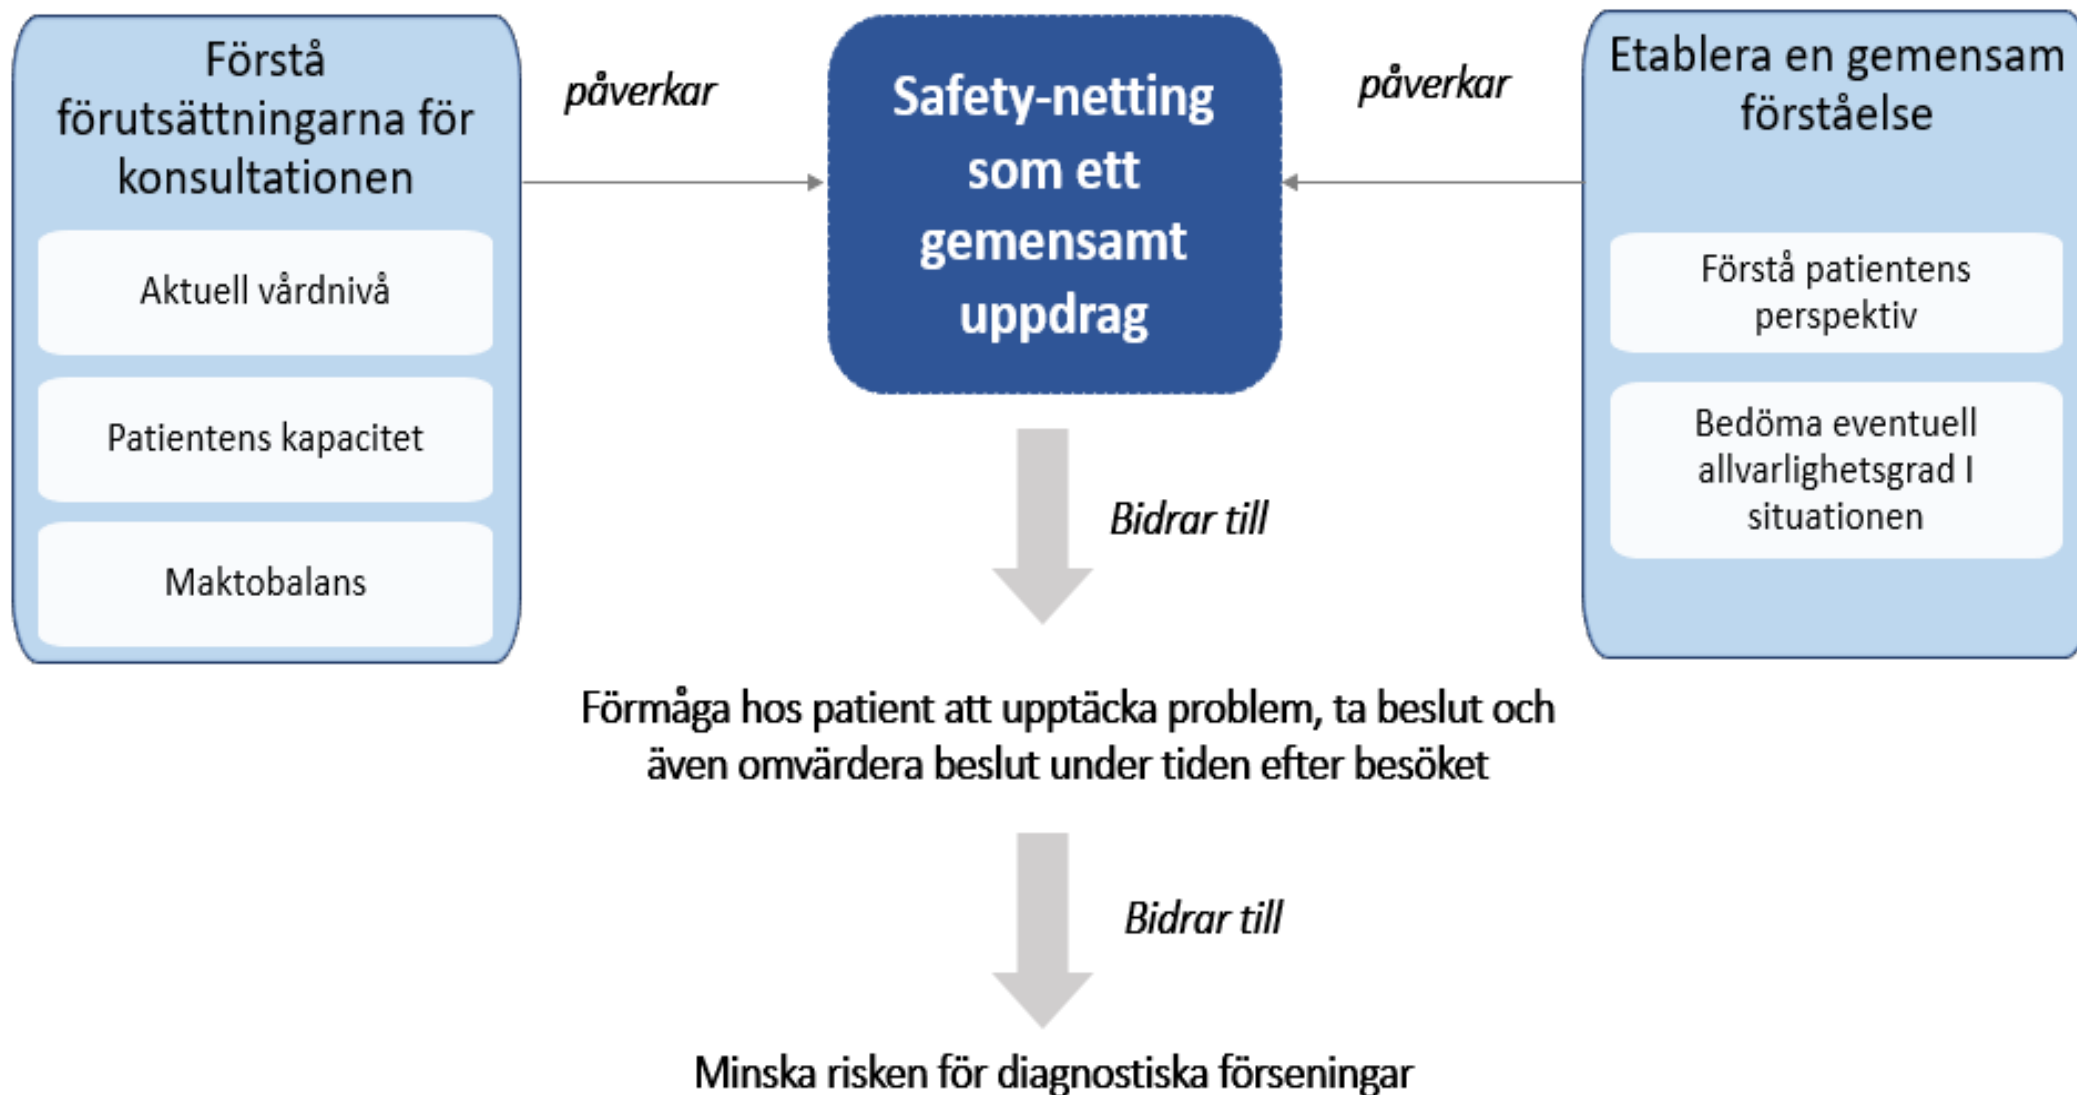 Förstå
förutsättningarna för
konsultationen
Aktuell vårdnivå
Patientens kapacitet
Maktobalans
påverkar
Safety-netting
som ett
gemensamt
uppdrag
påverkar
Etablera en gemensam
förståelse
Förstå patientens
perspektiv
Bedöma eventuell
allvarlighetsgrad I
situationen
Bidrar till
Förmåga hos patient att upptäcka problem, ta beslut och
även omvärdera beslut under tiden efter besöket
Bidrar till
Minska risken för diagnostiska förseningar